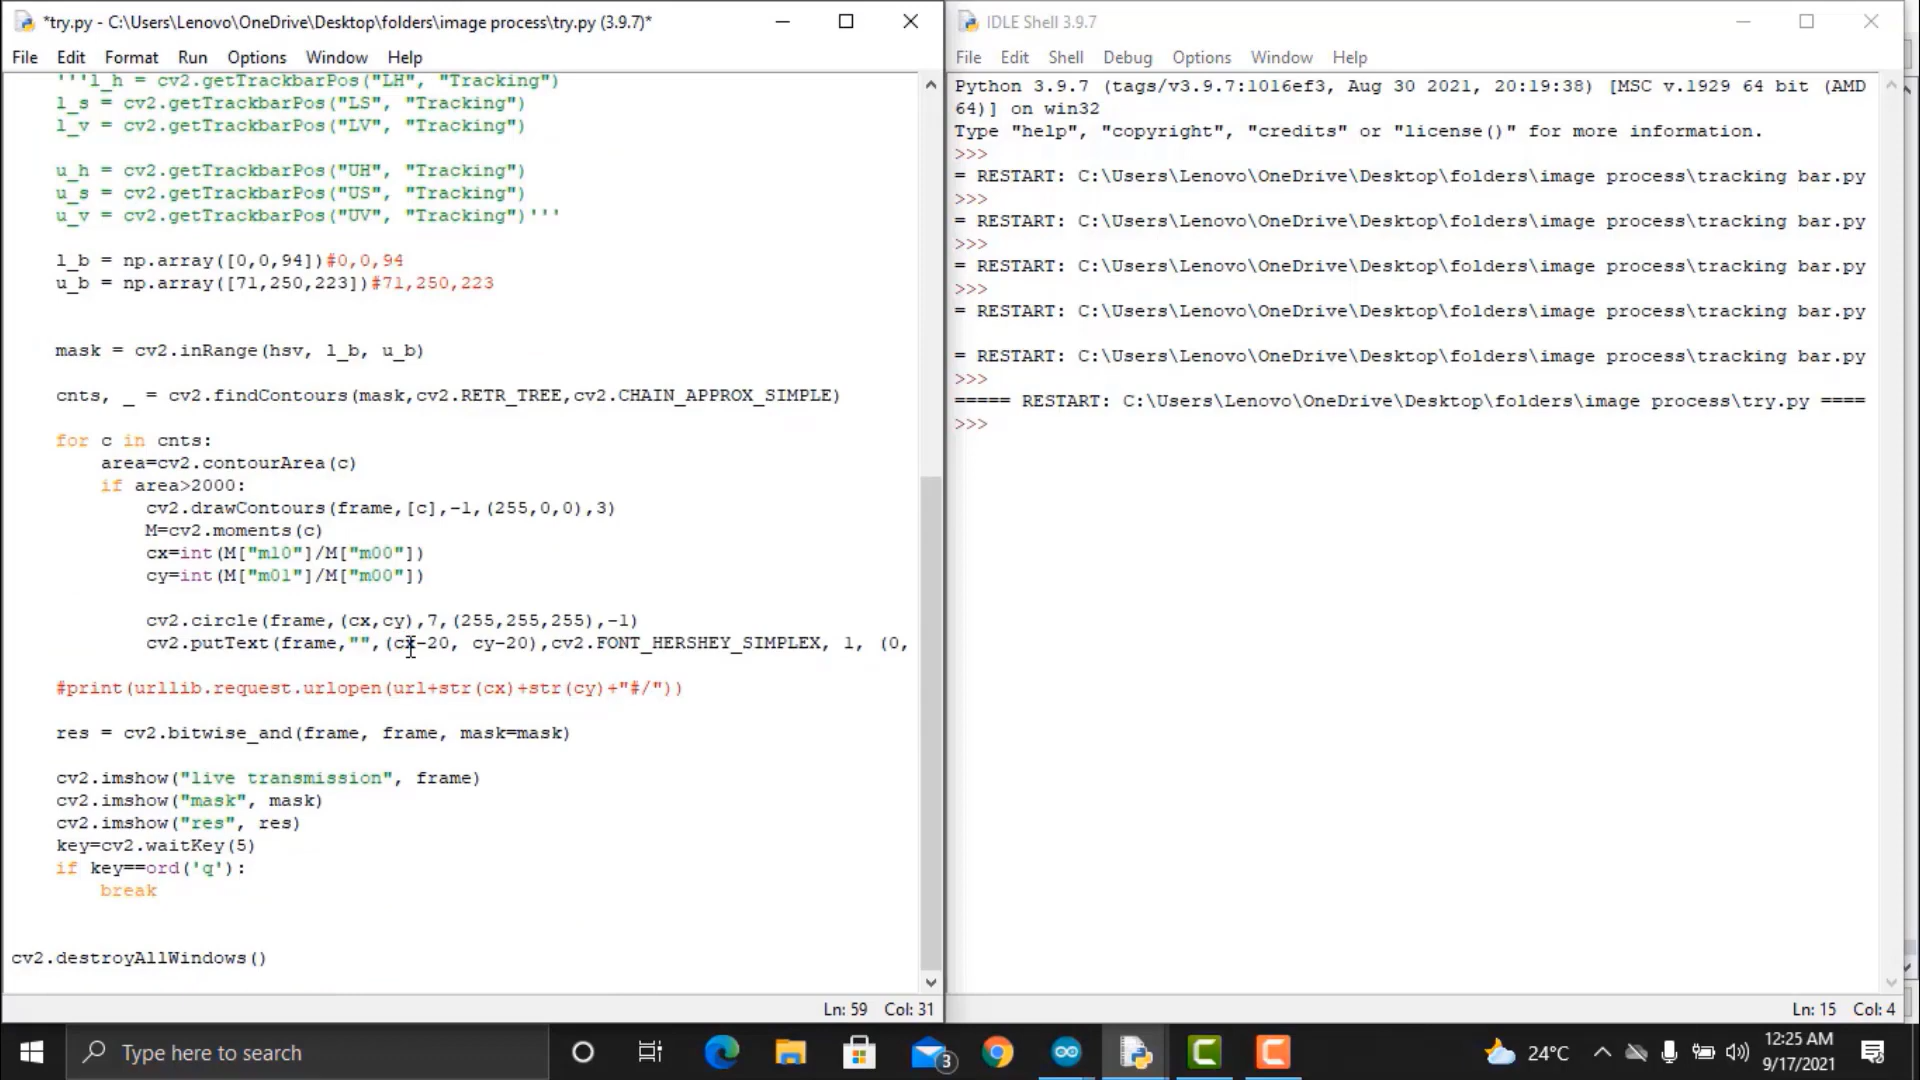 *try.py - C:\Users\Lenovo\OneDrive\Desktop\folders\image process\try.py (3.9.7)*
File Edit Format Run Options Window Help
'''l_h = cv2.getTrackbarPos("LH", "Tracking")
l_s = cv2.getTrackbarPos("LS", "Tracking")
l_v = cv2.getTrackbarPos("LV", "Tracking")
u_h = cv2.getTrackbarPos("UH", "Tracking")
u_s = cv2.getTrackbarPos("US", "Tracking")
u_v = cv2.getTrackbarPos("UV", "Tracking")'''
l_b = np.array([0,0,94])#0,0,94
u_b = np.array([71,250,223])#71,250,223
mask = cv2.inRange(hsv, l_b, u_b)
cnts, _ = cv2.findContours(mask,cv2.RETR_TREE,cv2.CHAIN_APPROX_SIMPLE)
for c in cnts:
area=cv2.contourArea(c)
if area>2000:
cv2.drawContours(frame,[c],-1,(255,0,0),3)
M=cv2.moments(c)
cx=int(M["m10"]/M["m00"])
cy=int(M["m01"]/M["m00"])
cv2.circle(frame,(cx,cy),7,(255,255,255),-1)
cv2.putText(frame,"",(cx-20, cy-20),cv2.FONT_HERSHEY_SIMPLEX, 1, (0,
#print(urllib.request.urlopen(url+str(cx)+str(cy)+"#/"))
res = cv2.bitwise_and(frame, frame, mask=mask)
cv2.imshow("live transmission", frame)
cv2.imshow("mask", mask)
cv2.imshow("res", res)
key=cv2.waitKey(5)
if key==ord('q'):
break
cv2.destroyAllWindows()
Ln: 59 Col: 31
IDLE Shell 3.9.7
File Edit Shell Debug Options Window Help
Python 3.9.7 (tags/v3.9.7:1016ef3, Aug 30 2021, 20:19:38) [MSC v.1929 64 bit (AMD
64)] on win32
Type "help", "copyright", "credits" or "license()" for more information.
>>>
= RESTART: C:\Users\Lenovo\OneDrive\Desktop\folders\image process\tracking bar.py
>>>
= RESTART: C:\Users\Lenovo\OneDrive\Desktop\folders\image process\tracking bar.py
>>>
= RESTART: C:\Users\Lenovo\OneDrive\Desktop\folders\image process\tracking bar.py
>>>
= RESTART: C:\Users\Lenovo\OneDrive\Desktop\folders\image process\tracking bar.py
= RESTART: C:\Users\Lenovo\OneDrive\Desktop\folders\image process\tracking bar.py
>>>
===== RESTART: C:\Users\Lenovo\OneDrive\Desktop\folders\image process\try.py ====
>>>
Ln: 15 Col: 4
Type here to search
3
24°C
12:25 AM
9/17/2021